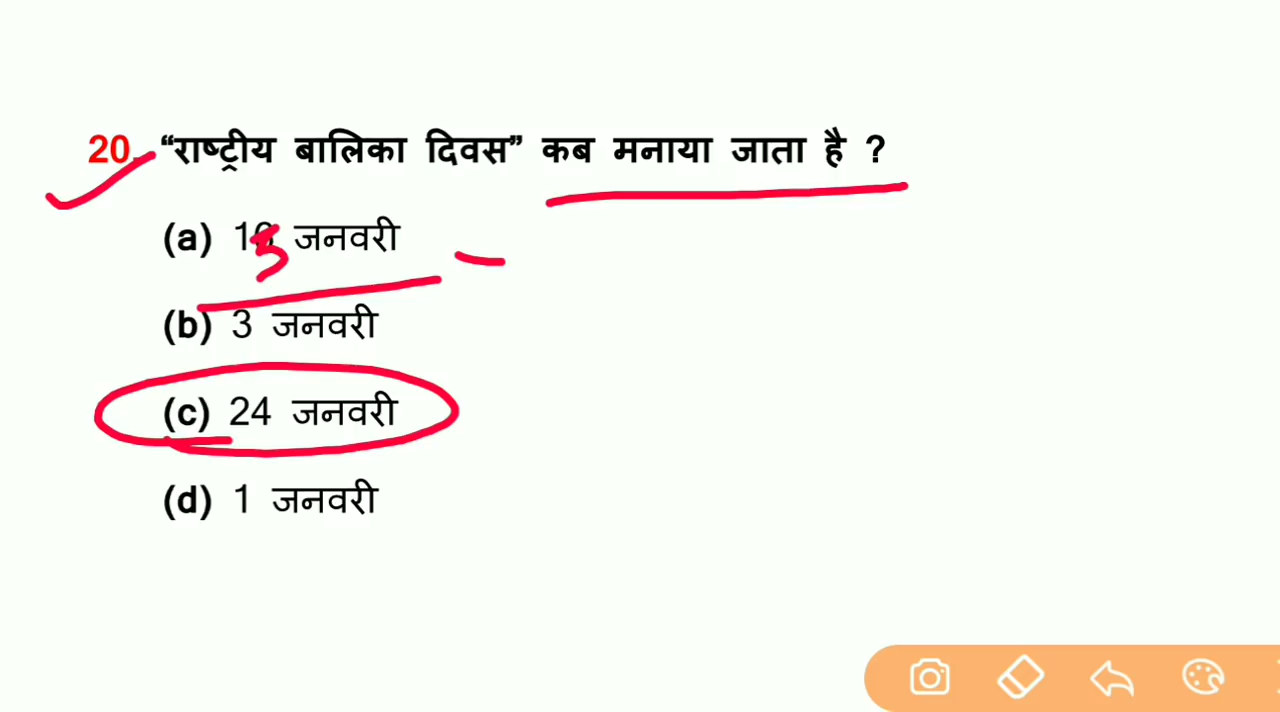 20. “राष्ट्रीय बालिका दिवस” कब मनाया जाता है ?
(a) जनवरी
(b) 3 जनवरी
(c) 24 जनवरी
(d) 1 जनवरी